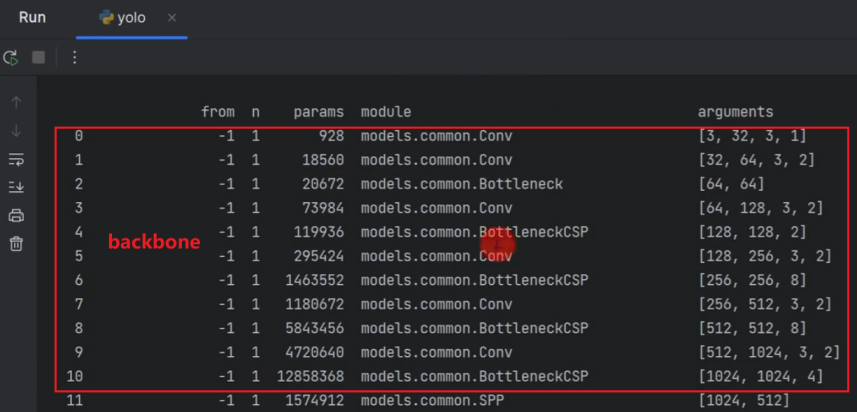 Run yolo
from n params module arguments
0 -1 1 928 models.common.Conv [3, 32, 3, 1]
1 -1 1 18560 models.common.Conv [32, 64, 3, 2]
2 -1 1 20672 models.common.Bottleneck [64, 64]
3 -1 1 73984 models.common.Conv [64, 128, 3, 2]
4 -1 1 119936 models.common.BottleneckCSP [128, 128, 2]
backbone
5 -1 1 295424 models.common.Conv [128, 256, 3, 2]
6 -1 1 1463552 models.common.BottleneckCSP [256, 256, 8]
7 -1 1 1180672 models.common.Conv [256, 512, 3, 2]
8 -1 1 5843456 models.common.BottleneckCSP [512, 512, 8]
9 -1 1 4720640 models.common.Conv [512, 1024, 3, 2]
10 -1 1 12858368 models.common.BottleneckCSP [1024, 1024, 4]
11 -1 1 1574912 models.common.SPP [1024, 512]